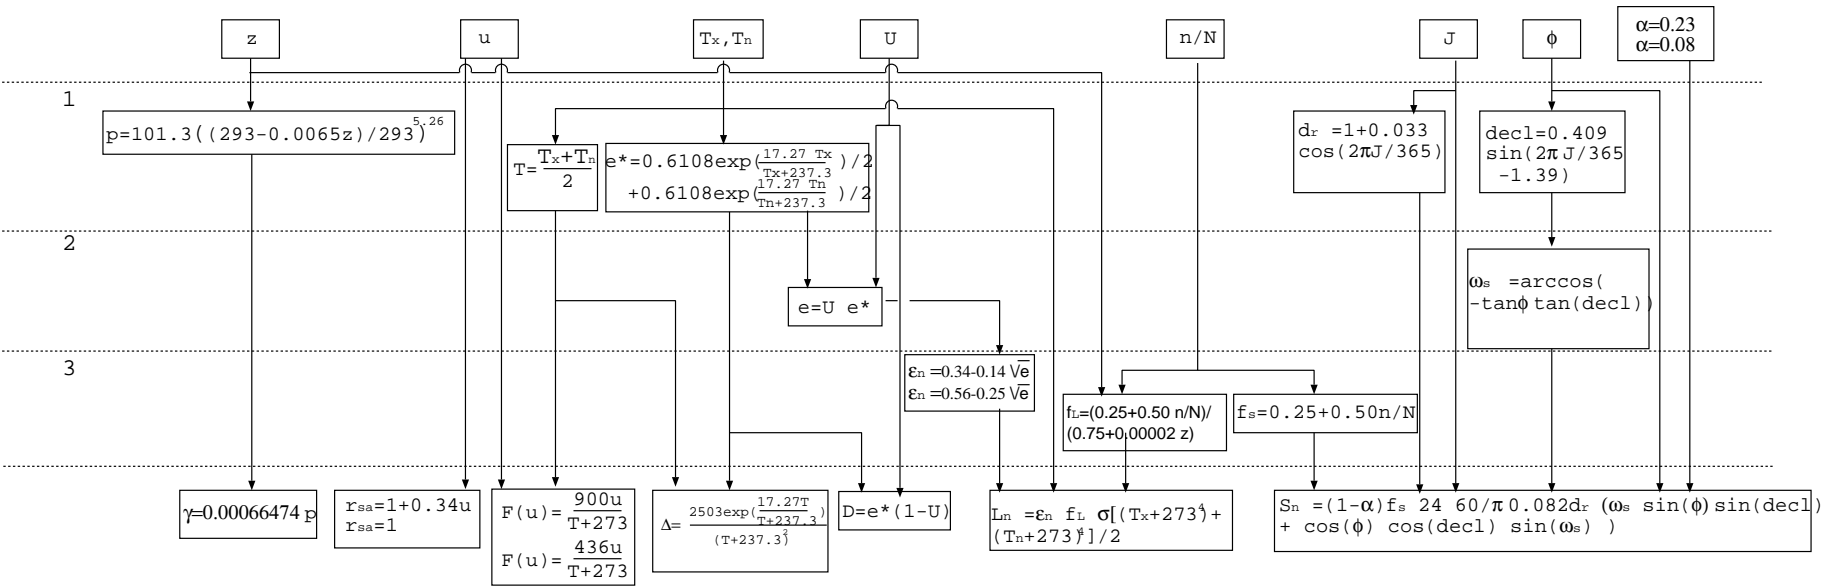 z
u
Tx,Tn
U
n/N
J
ϕ
α=0.23
α=0.08
1
p=101.3((293-0.0065z)/293)^5.26
T= Tx+Tn / 2
e*=0.6108exp(17.27 Tx / Tx+237.3 )/2
+0.6108exp(17.27 Tn / Tn+237.3 )/2
dr =1+0.033
cos(2πJ/365)
decl=0.409
sin(2π J/365
-1.39)
2
e=U e*
ωs =arccos(
-tanϕ tan(decl))
3
εn =0.34-0.14 √e
εn =0.56-0.25 √e
fL=(0.25+0.50 n/N)/
(0.75+0.00002 z)
fs=0.25+0.50n/N
γ=0.00066474 p
rsa=1+0.34u
rsa=1
F(u)= 900u / T+273
F(u)= 436u / T+273
Δ= 2503exp(17.27T / T+237.3 ) / (T+237.3)^2
D=e*(1-U)
Ln =εn fL σ[(Tx+273)^4+
(Tn+273)^4]/2
Sn =(1-α)fs 24 60/π 0.082dr (ωs sin(ϕ) sin(decl)
+ cos(ϕ) cos(decl) sin(ωs) )